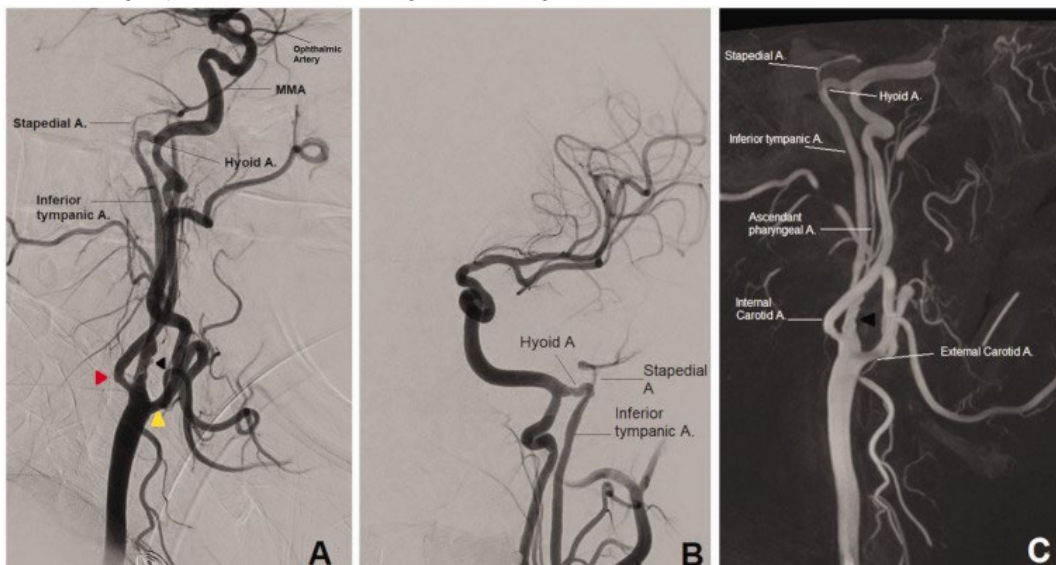 Ophthalmic
Artery
MMA
Stapedial A.
Hyoid A.
Inferior
tympanic A.
A
Hyoid A
Stapedial
A
Inferior
tympanic A.
B
Stapedial A.
Hyoid A.
Inferior tympanic A.
Ascendant
pharyngeal A.
Internal
Carotid A.
External Carotid A.
C